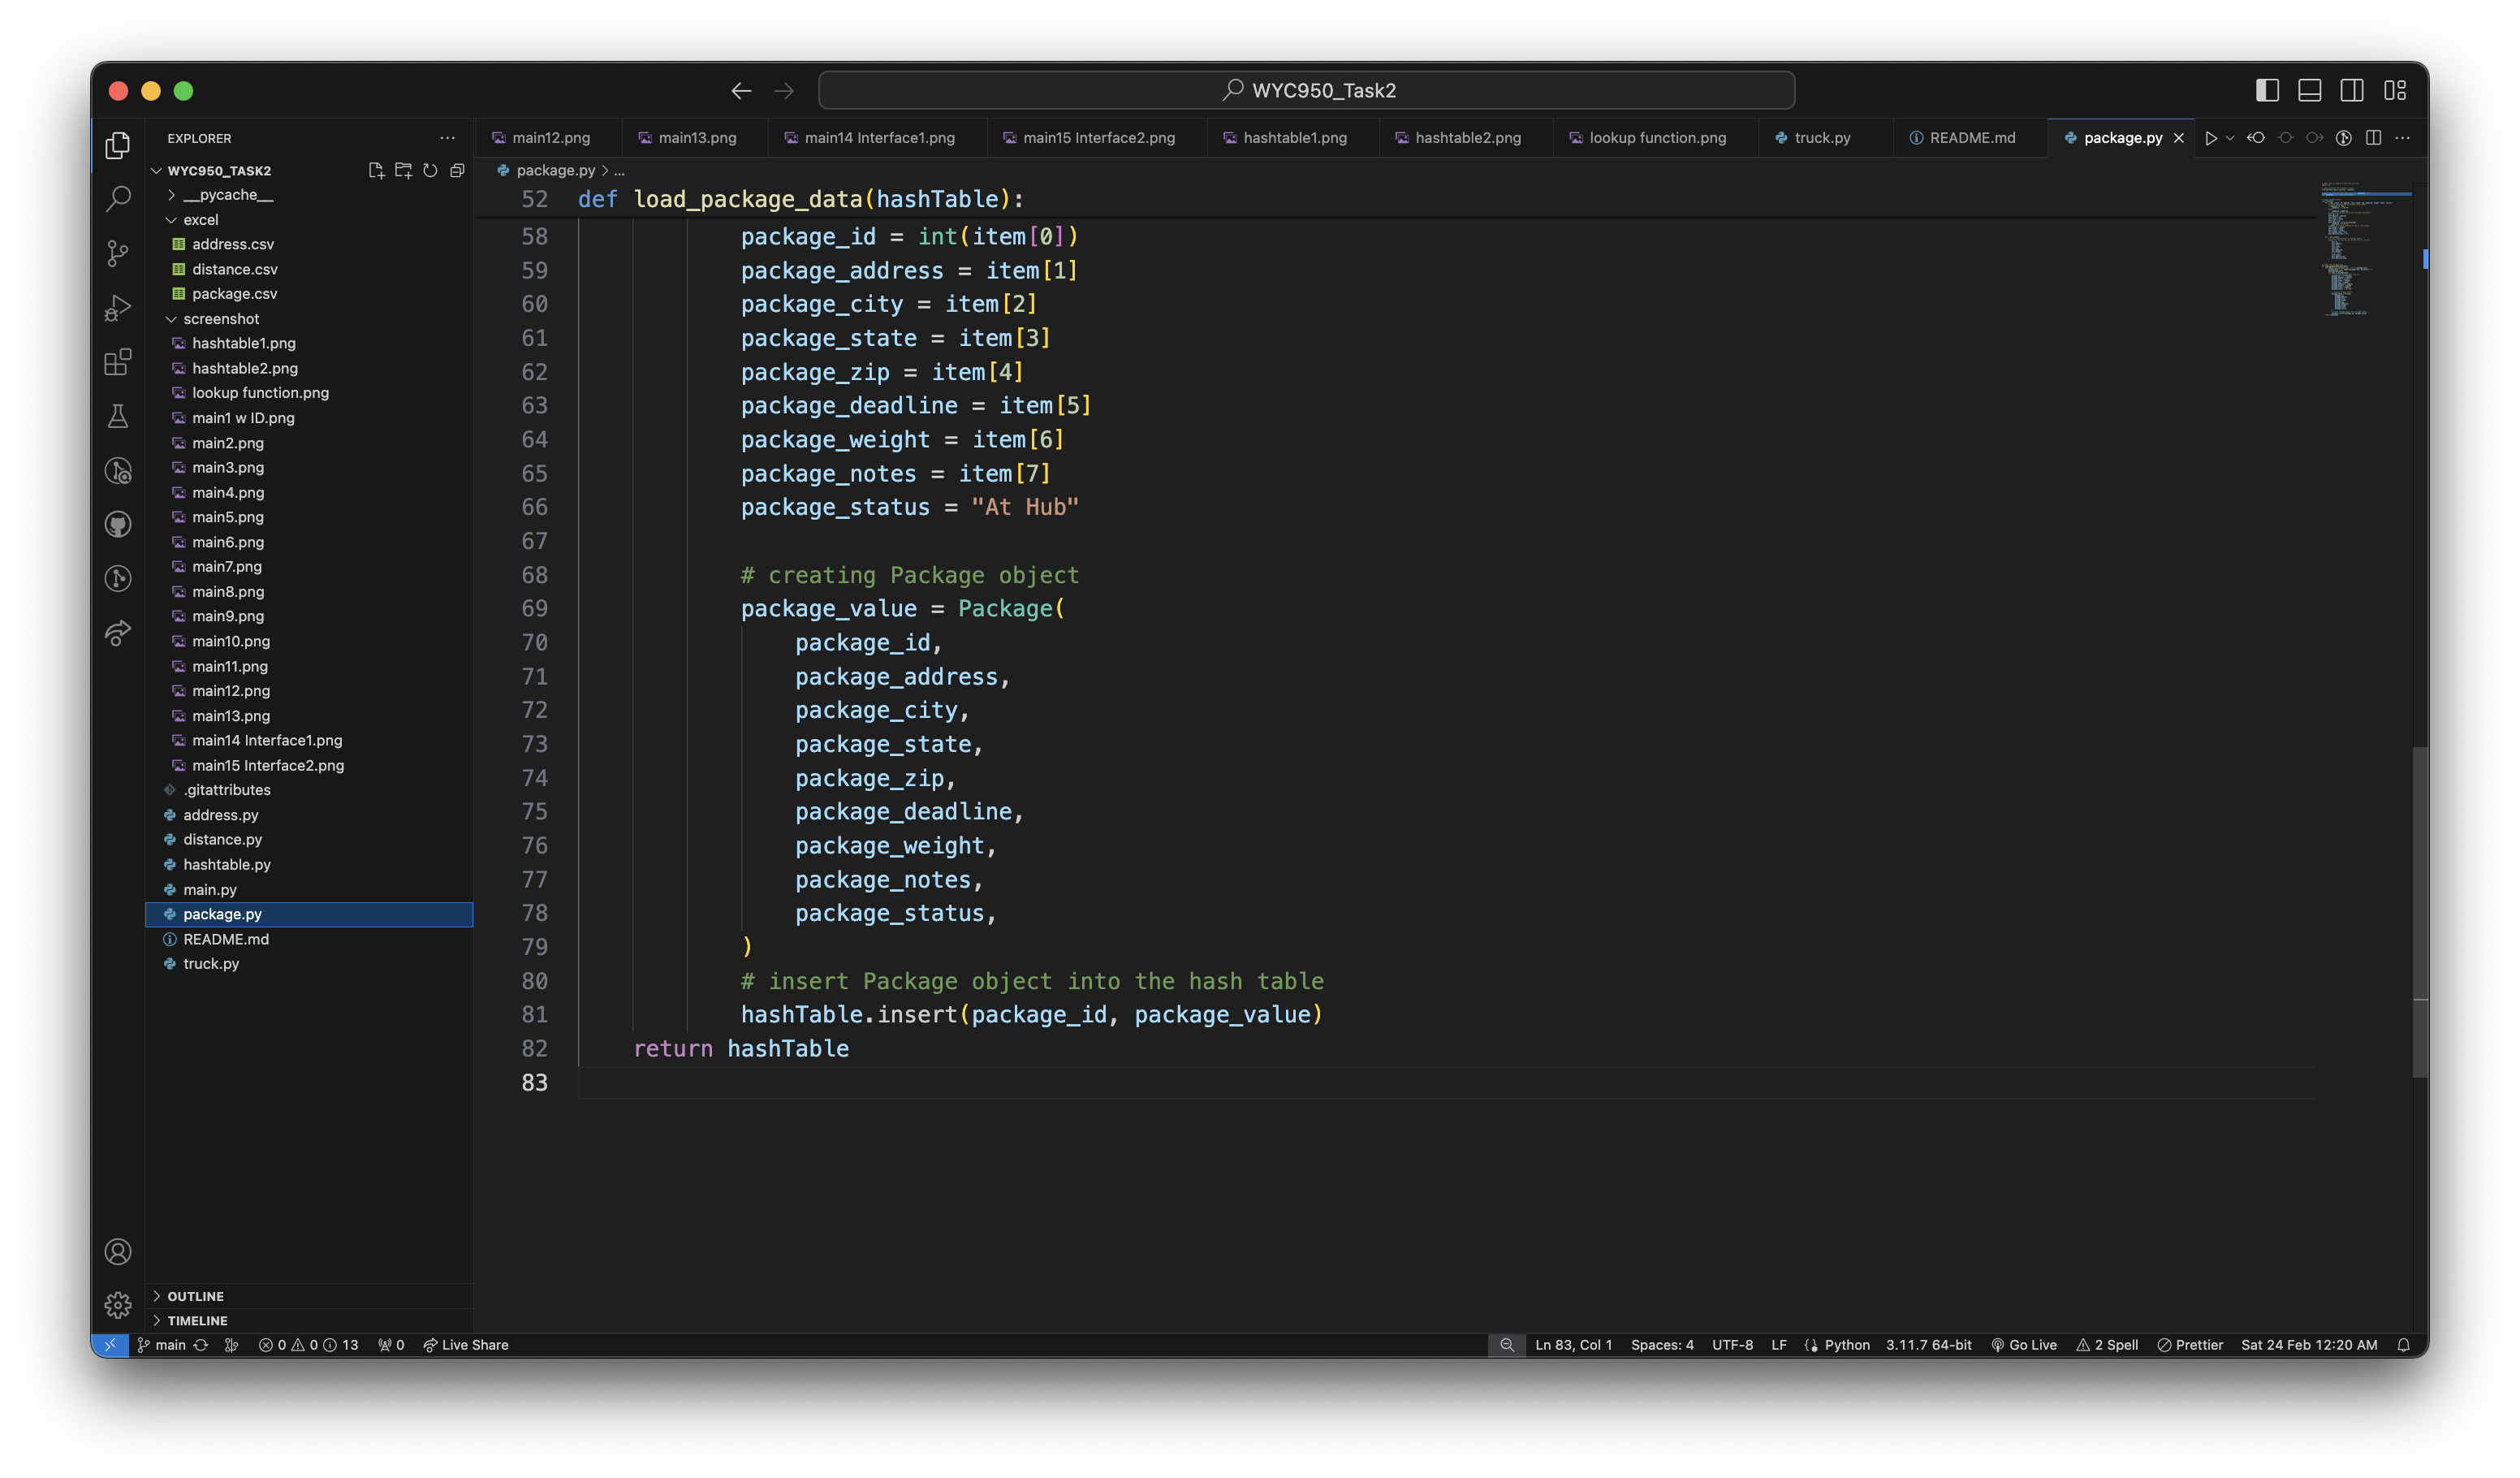 WYC950_Task2
EXPLORER
WYC950_TASK2
__pycache__
excel
address.csv
distance.csv
package.csv
screenshot
hashtable1.png
hashtable2.png
lookup function.png
main1 w ID.png
main2.png
main3.png
main4.png
main5.png
main6.png
main7.png
main8.png
main9.png
main10.png
main11.png
main12.png
main13.png
main14 Interface1.png
main15 Interface2.png
.gitattributes
address.py
distance.py
hashtable.py
main.py
package.py
README.md
truck.py
OUTLINE
TIMELINE
main12.png main13.png main14 Interface1.png main15 Interface2.png hashtable1.png hashtable2.png lookup function.png truck.py README.md package.py
package.py > ...
52 def load_package_data(hashTable):
58 package_id = int(item[0])
59 package_address = item[1]
60 package_city = item[2]
61 package_state = item[3]
62 package_zip = item[4]
63 package_deadline = item[5]
64 package_weight = item[6]
65 package_notes = item[7]
66 package_status = "At Hub"
67
68 # creating Package object
69 package_value = Package(
70 package_id,
71 package_address,
72 package_city,
73 package_state,
74 package_zip,
75 package_deadline,
76 package_weight,
77 package_notes,
78 package_status,
79 )
80 # insert Package object into the hash table
81 hashTable.insert(package_id, package_value)
82 return hashTable
83
main 0 0 13 0 Live Share Ln 83, Col 1 Spaces: 4 UTF-8 LF Python 3.11.7 64-bit Go Live 2 Spell Prettier Sat 24 Feb 12:20 AM